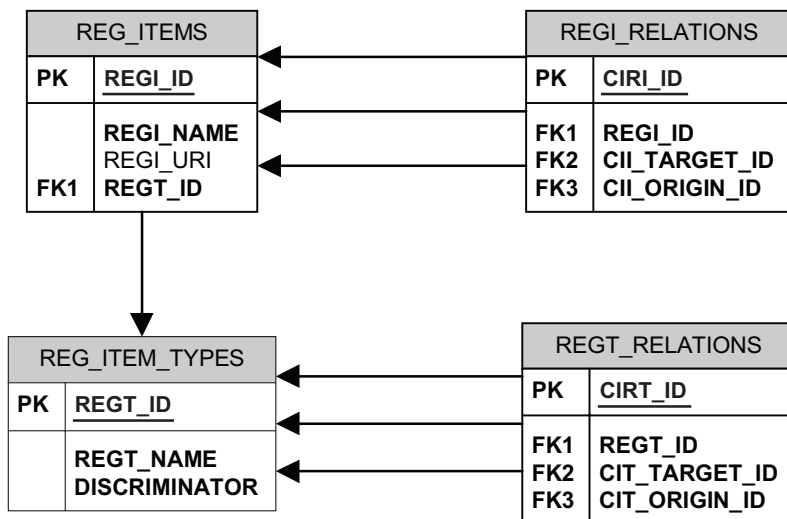 REG_ITEMS
PK REGI_ID
REGI_NAME
REGI_URI
FK1 REGT_ID
REGI_RELATIONS
PK CIRI_ID
FK1 REGI_ID
FK2 CII_TARGET_ID
FK3 CII_ORIGIN_ID
REG_ITEM_TYPES
PK REGT_ID
REGT_NAME
DISCRIMINATOR
REGT_RELATIONS
PK CIRT_ID
FK1 REGT_ID
FK2 CIT_TARGET_ID
FK3 CIT_ORIGIN_ID